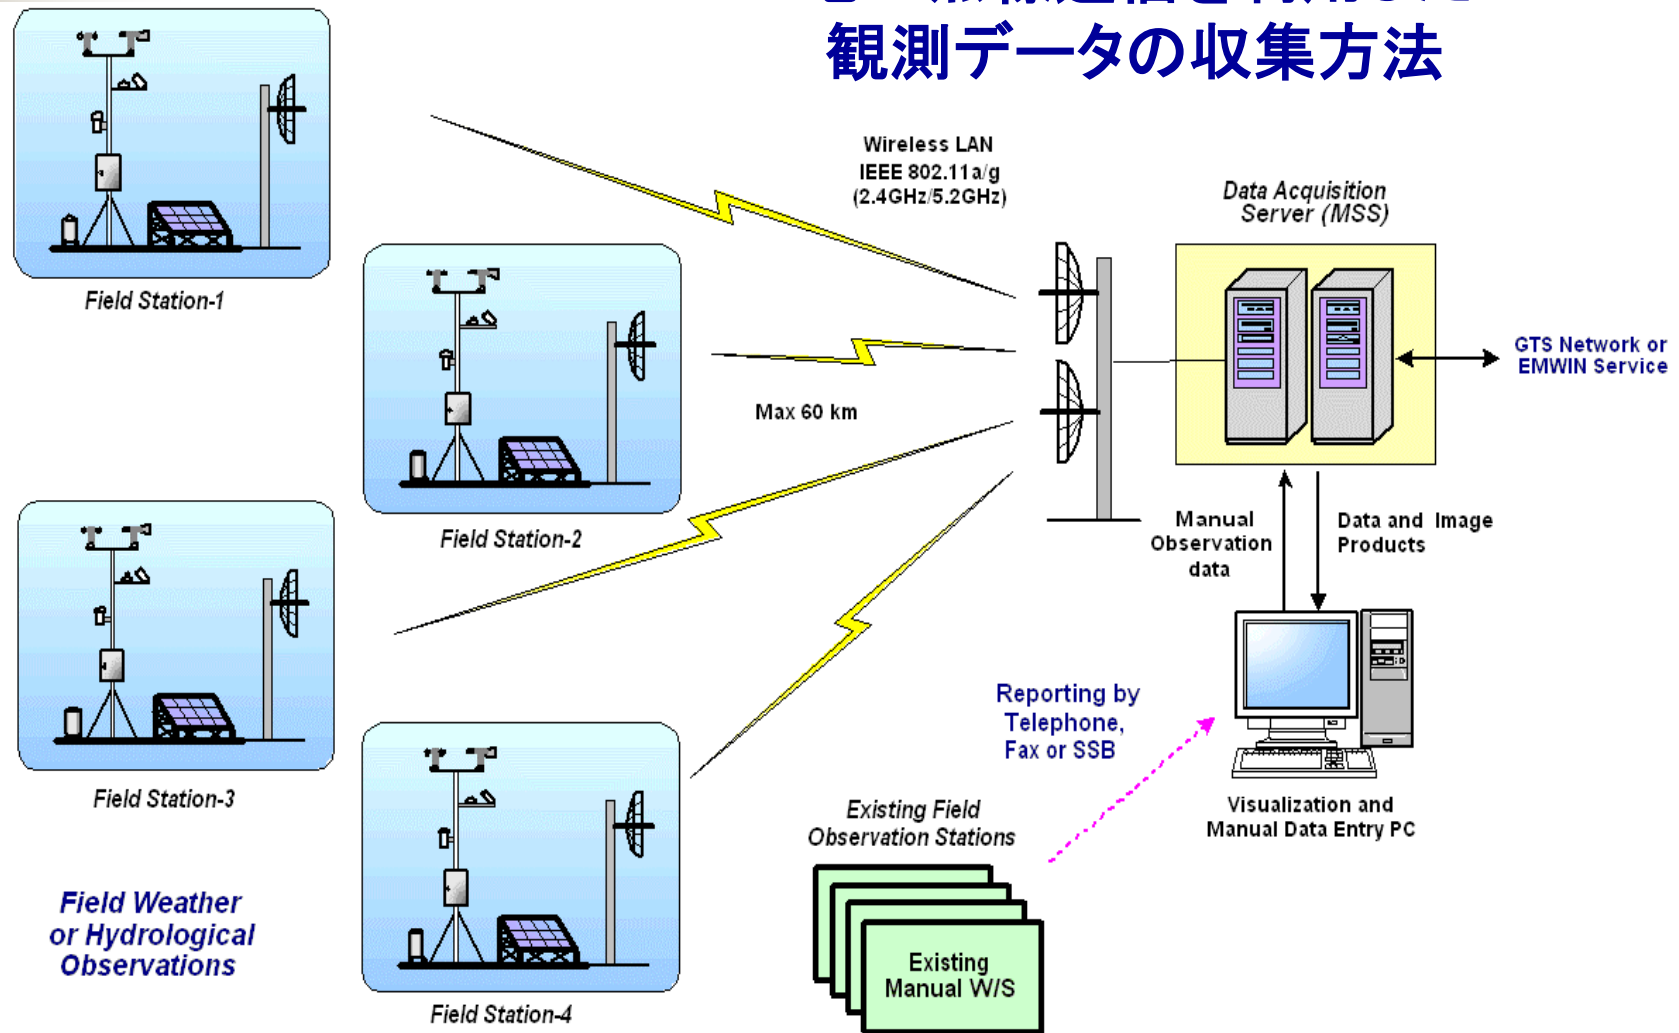 観測データの収集方法
Wireless LAN
IEEE 802.11a/g
(2.4GHz/5.2GHz)
Data Acquisition
Server (MSS)
Field Station-1
GTS Network or
EMWIN Service
Max 60 km
Field Station-2
Manual
Observation
data
Data and Image
Products
Reporting by
Telephone,
Fax or SSB
Field Station-3
Visualization and
Manual Data Entry PC
Existing Field
Observation Stations
Field Weather
or Hydrological
Observations
Existing
Manual W/S
Field Station-4